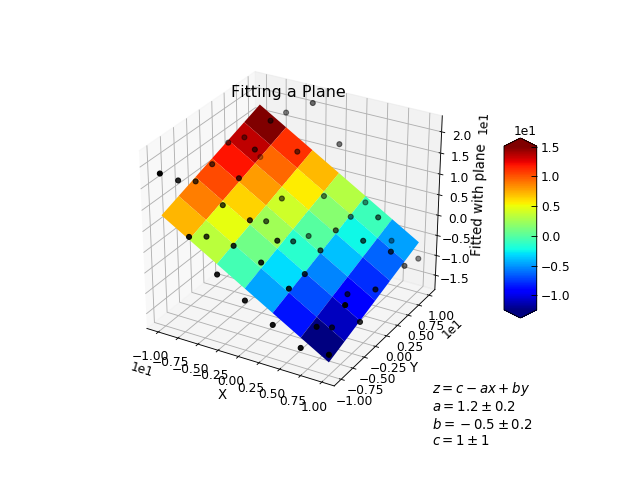 Fitting a Plane
1e1
2.0
1.5
1.0
0.5
0.0
−0.5
−1.0
−1.5
Fitted with plane
1e1
1.5
1.0
0.5
0.0
−0.5
−1.0
−1.00
−0.75
−0.50
−0.25
0.00
0.25
0.50
0.75
1.00
1e1
X
1.00
0.75
0.50
0.25
0.00
−0.25
−0.50
−0.75
−1.00
1e1
Y
z = c − ax + by
a = 1.2 ± 0.2
b = − 0.5 ± 0.2
c = 1 ± 1